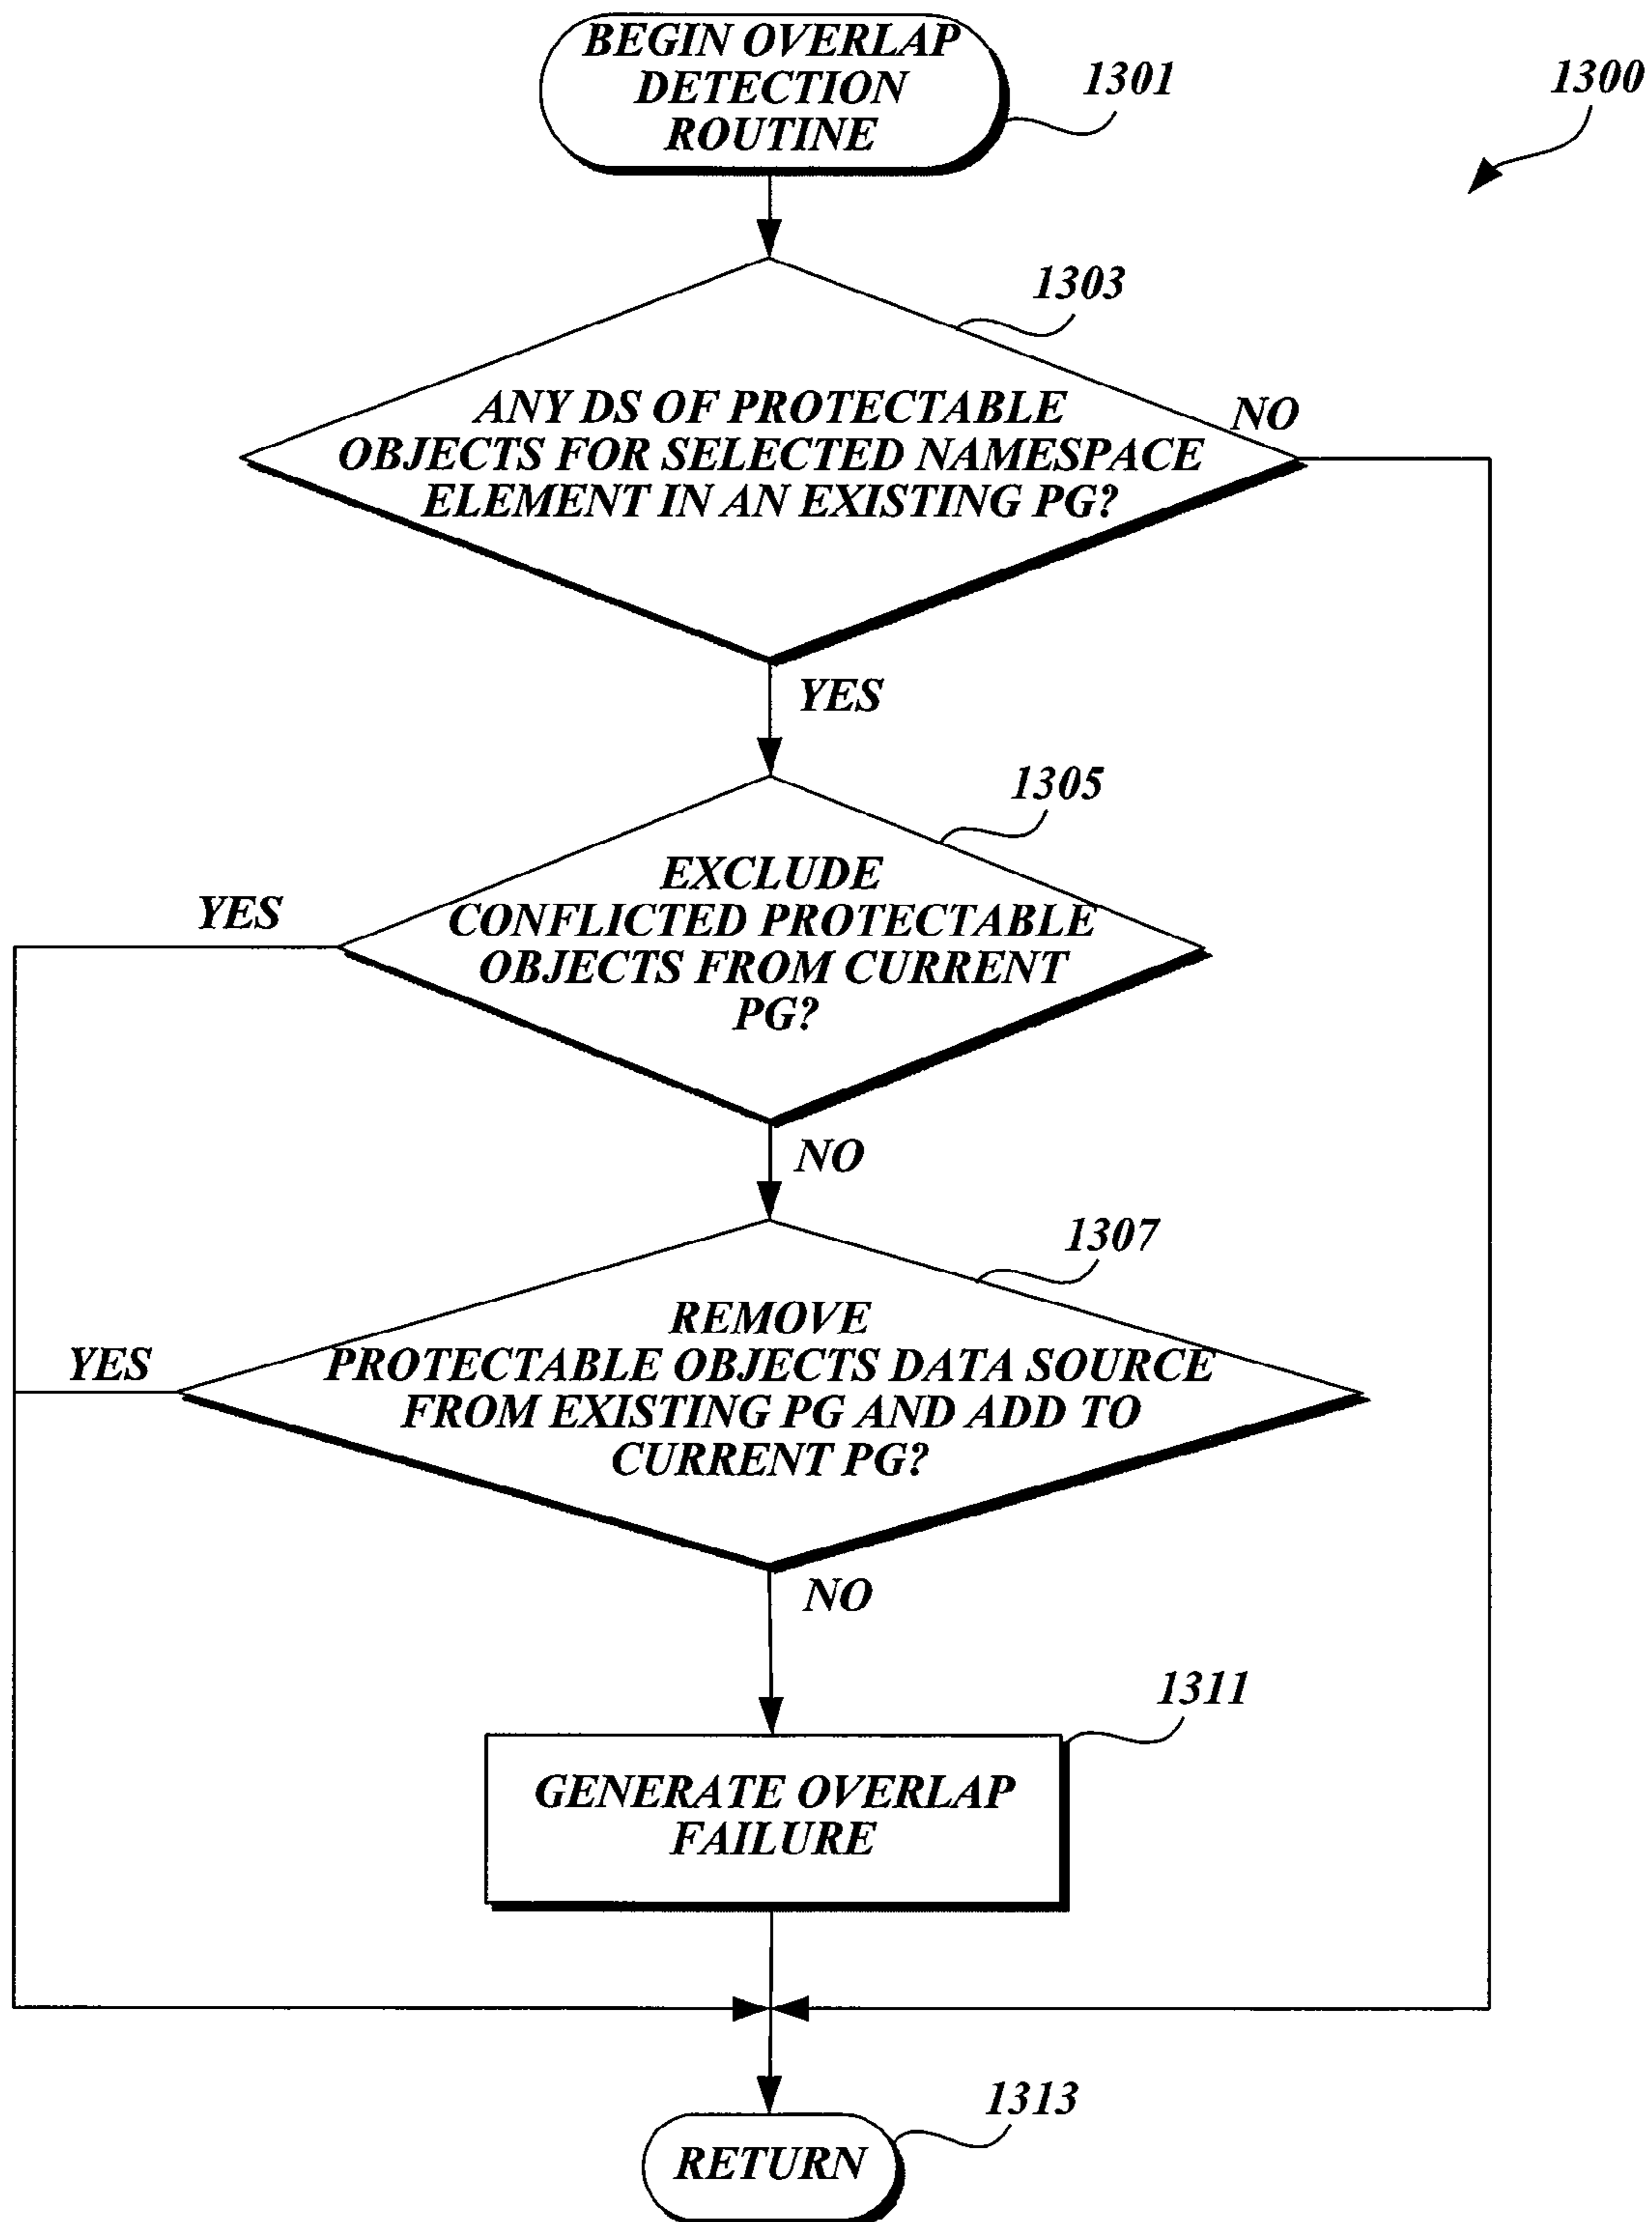 BEGIN OVERLAP
DETECTION
ROUTINE
1301
1300
1303
ANY DS OF PROTECTABLE
OBJECTS FOR SELECTED NAMESPACE
ELEMENT IN AN EXISTING PG?
NO
YES
1305
EXCLUDE
CONFLICTED PROTECTABLE
OBJECTS FROM CURRENT
PG?
YES
NO
1307
REMOVE
PROTECTABLE OBJECTS DATA SOURCE
FROM EXISTING PG AND ADD TO
CURRENT PG?
YES
NO
1311
GENERATE OVERLAP
FAILURE
1313
RETURN